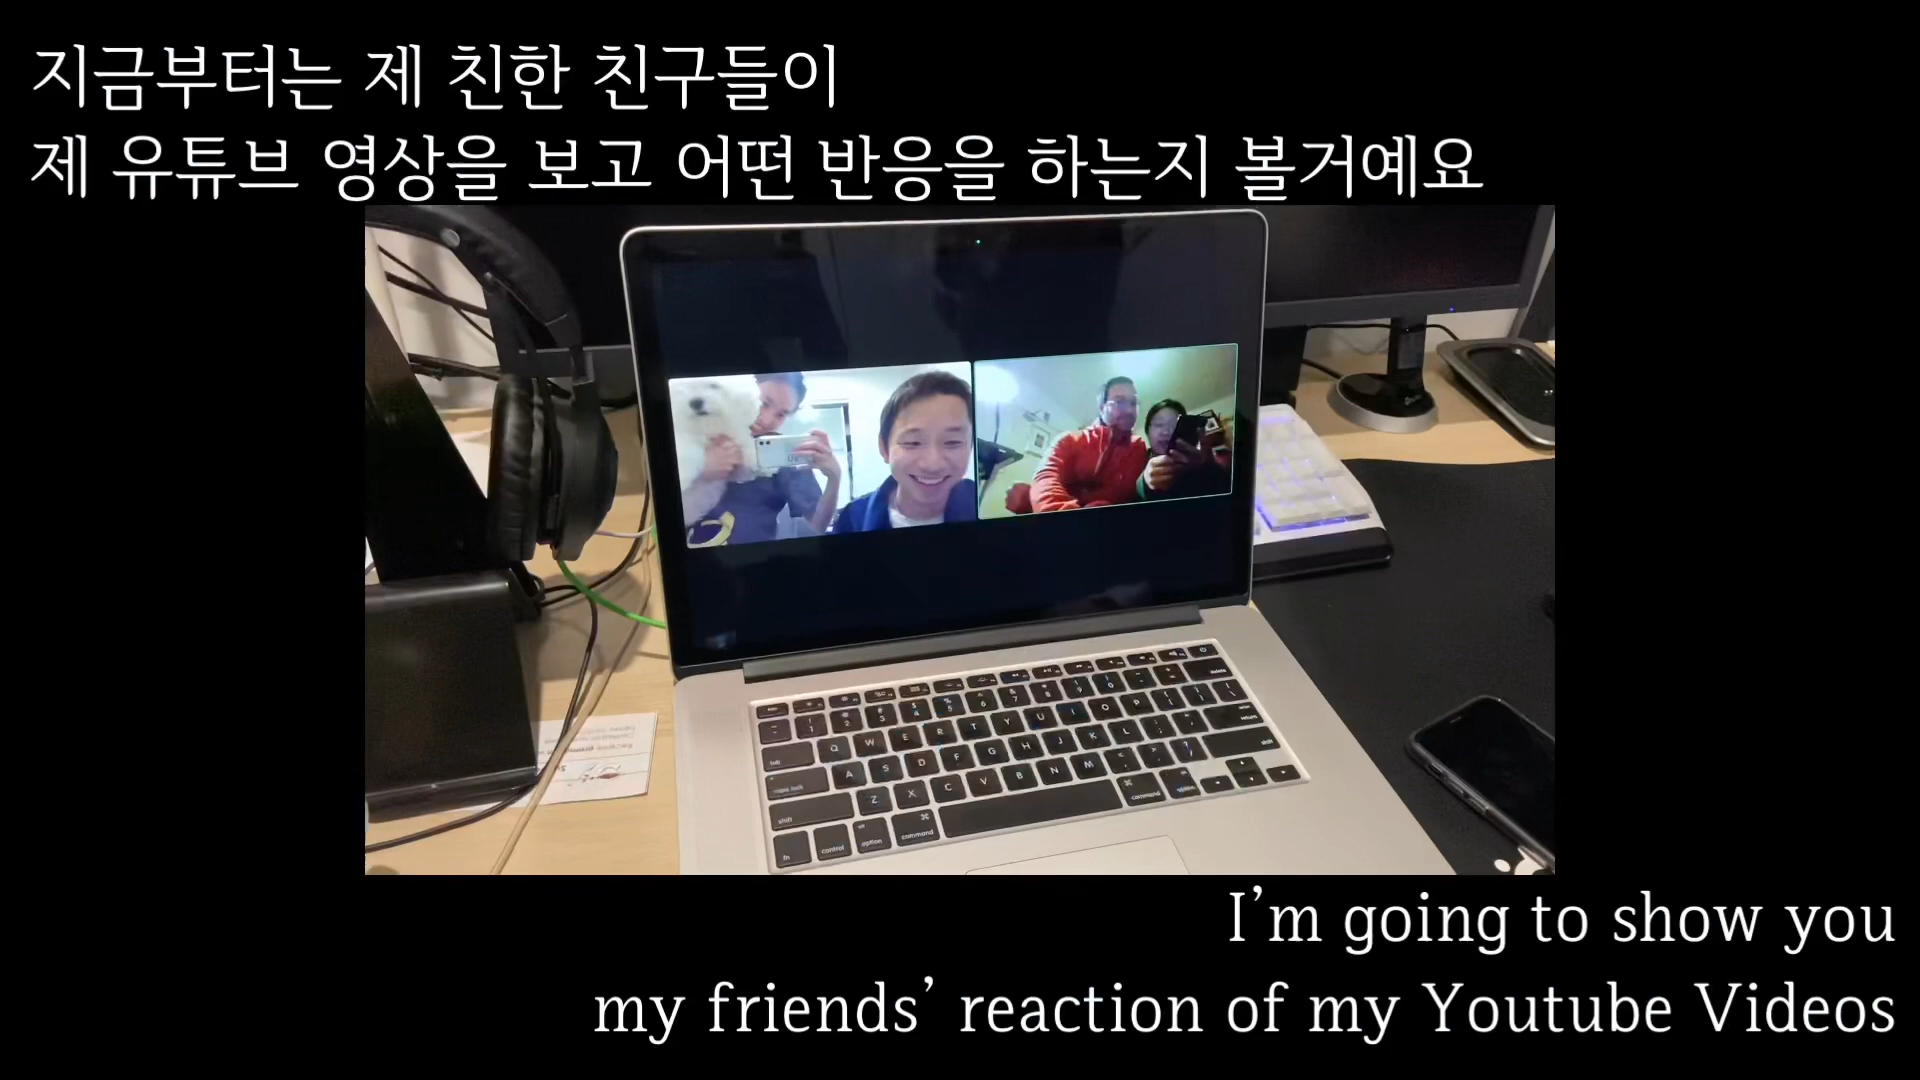 지금부터는 제 친한 친구들이
제 유튜브 영상을 보고 어떤 반응을 하는지 볼거예요
I'm going to show you
my friends' reaction of my Youtube Videos